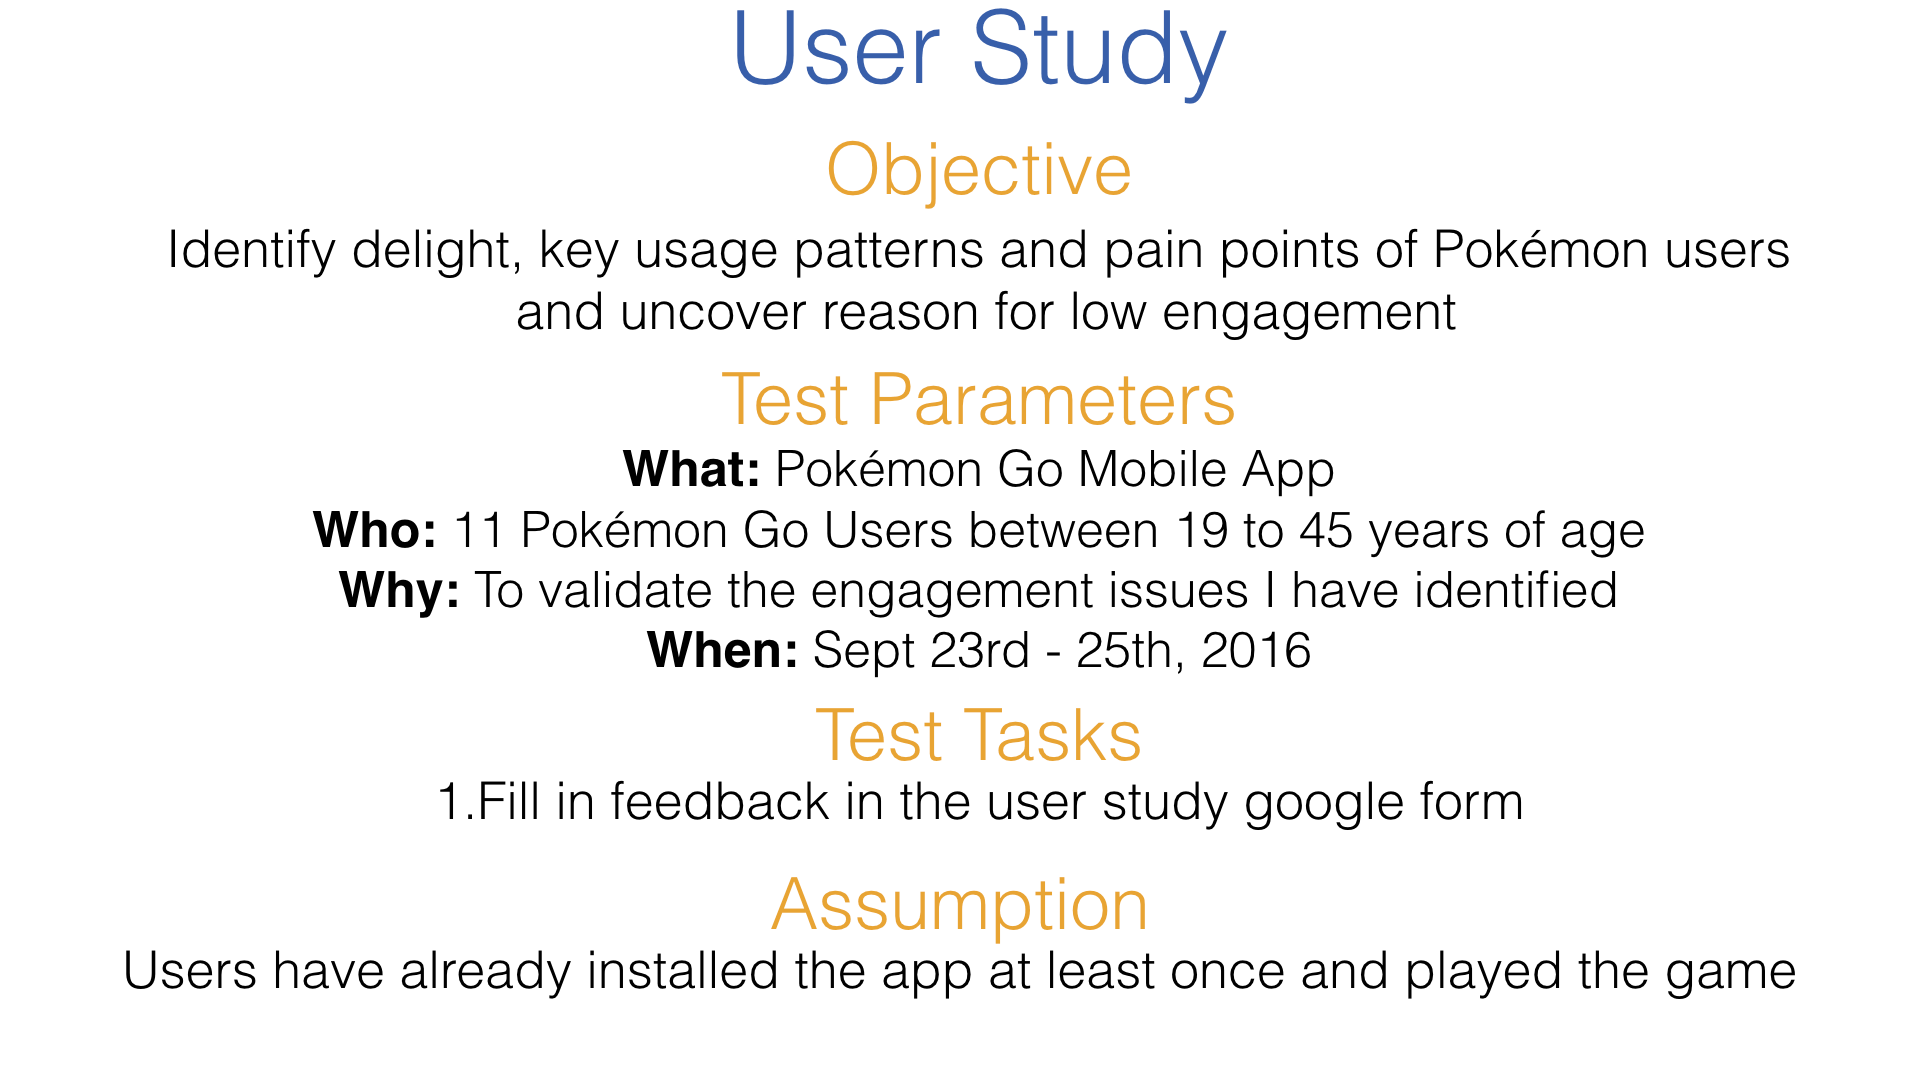 User Study
Objective
Identify delight, key usage patterns and pain points of Pokémon users
and uncover reason for low engagement
Test Parameters
What: Pokémon Go Mobile App
Who: 11 Pokémon Go Users between 19 to 45 years of age
Why: To validate the engagement issues I have identified
When: Sept 23rd - 25th, 2016
Test Tasks
1.Fill in feedback in the user study google form
Assumption
Users have already installed the app at least once and played the game